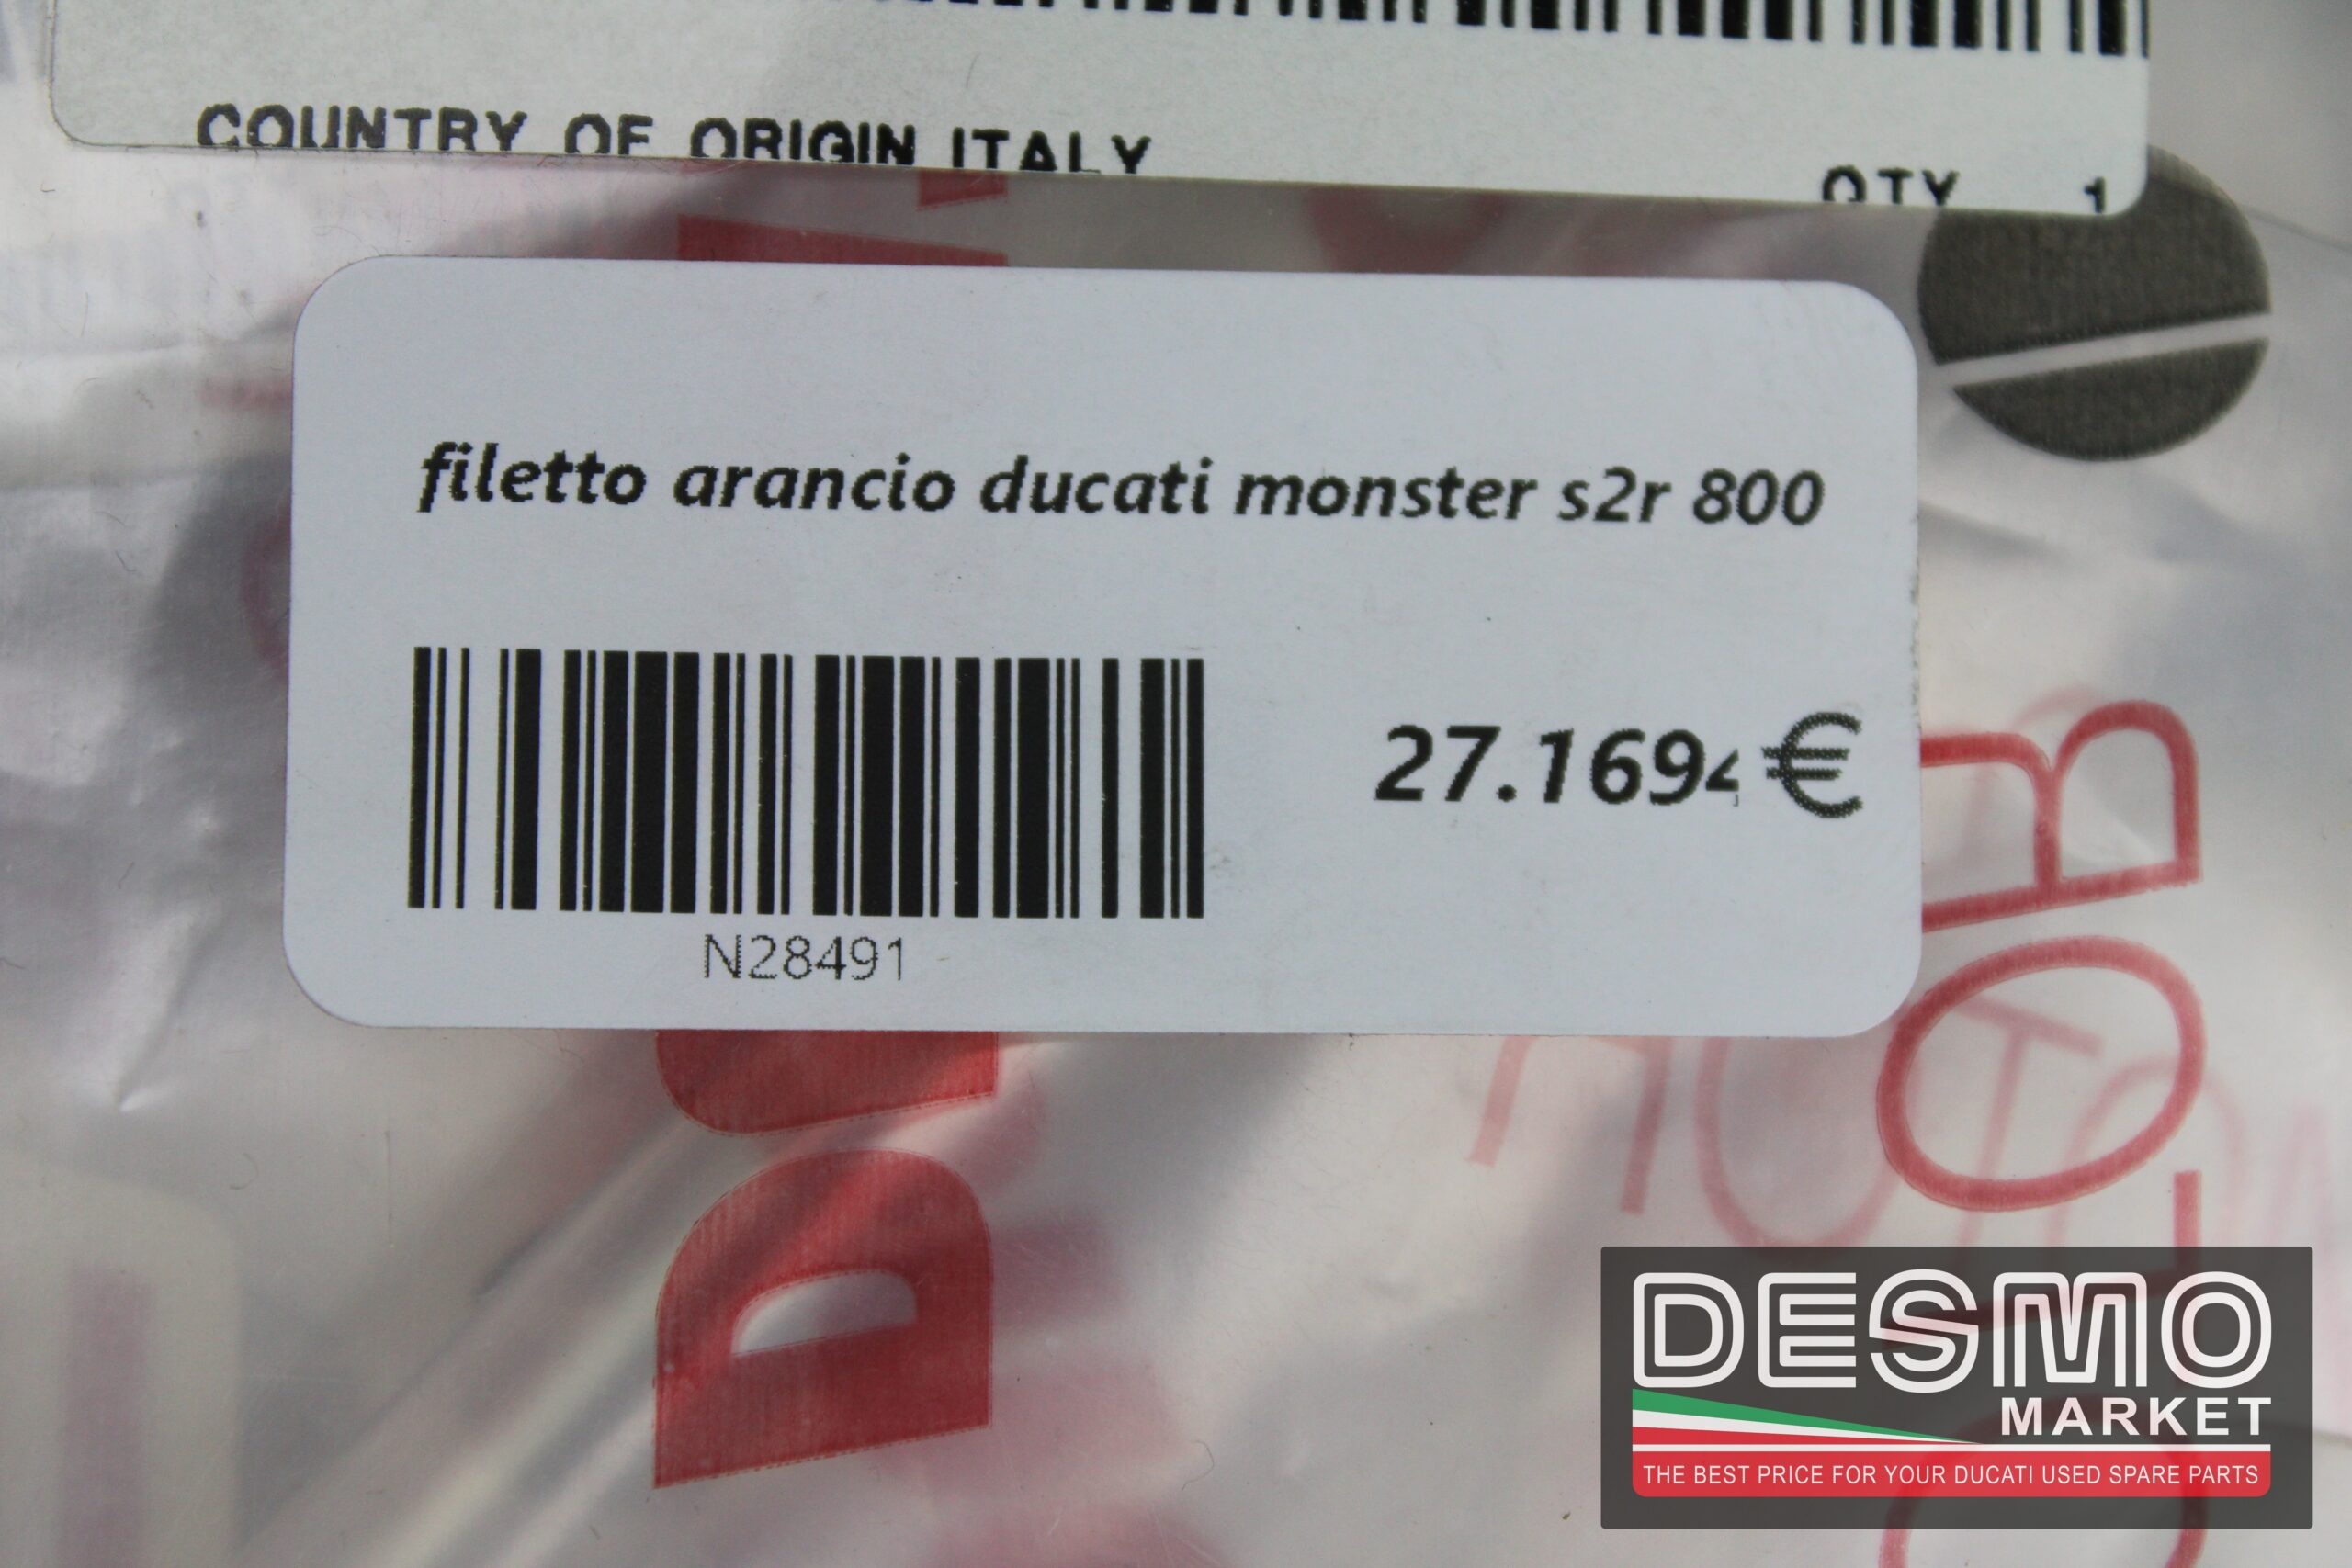 COUNTRY OF ORIGIN ITALY
QTY 1
filetto arancio ducati monster s2r 800
27.1694 €
N28491
DESMO
MARKET
THE BEST PRICE FOR YOUR DUCATI USED SPARE PARTS